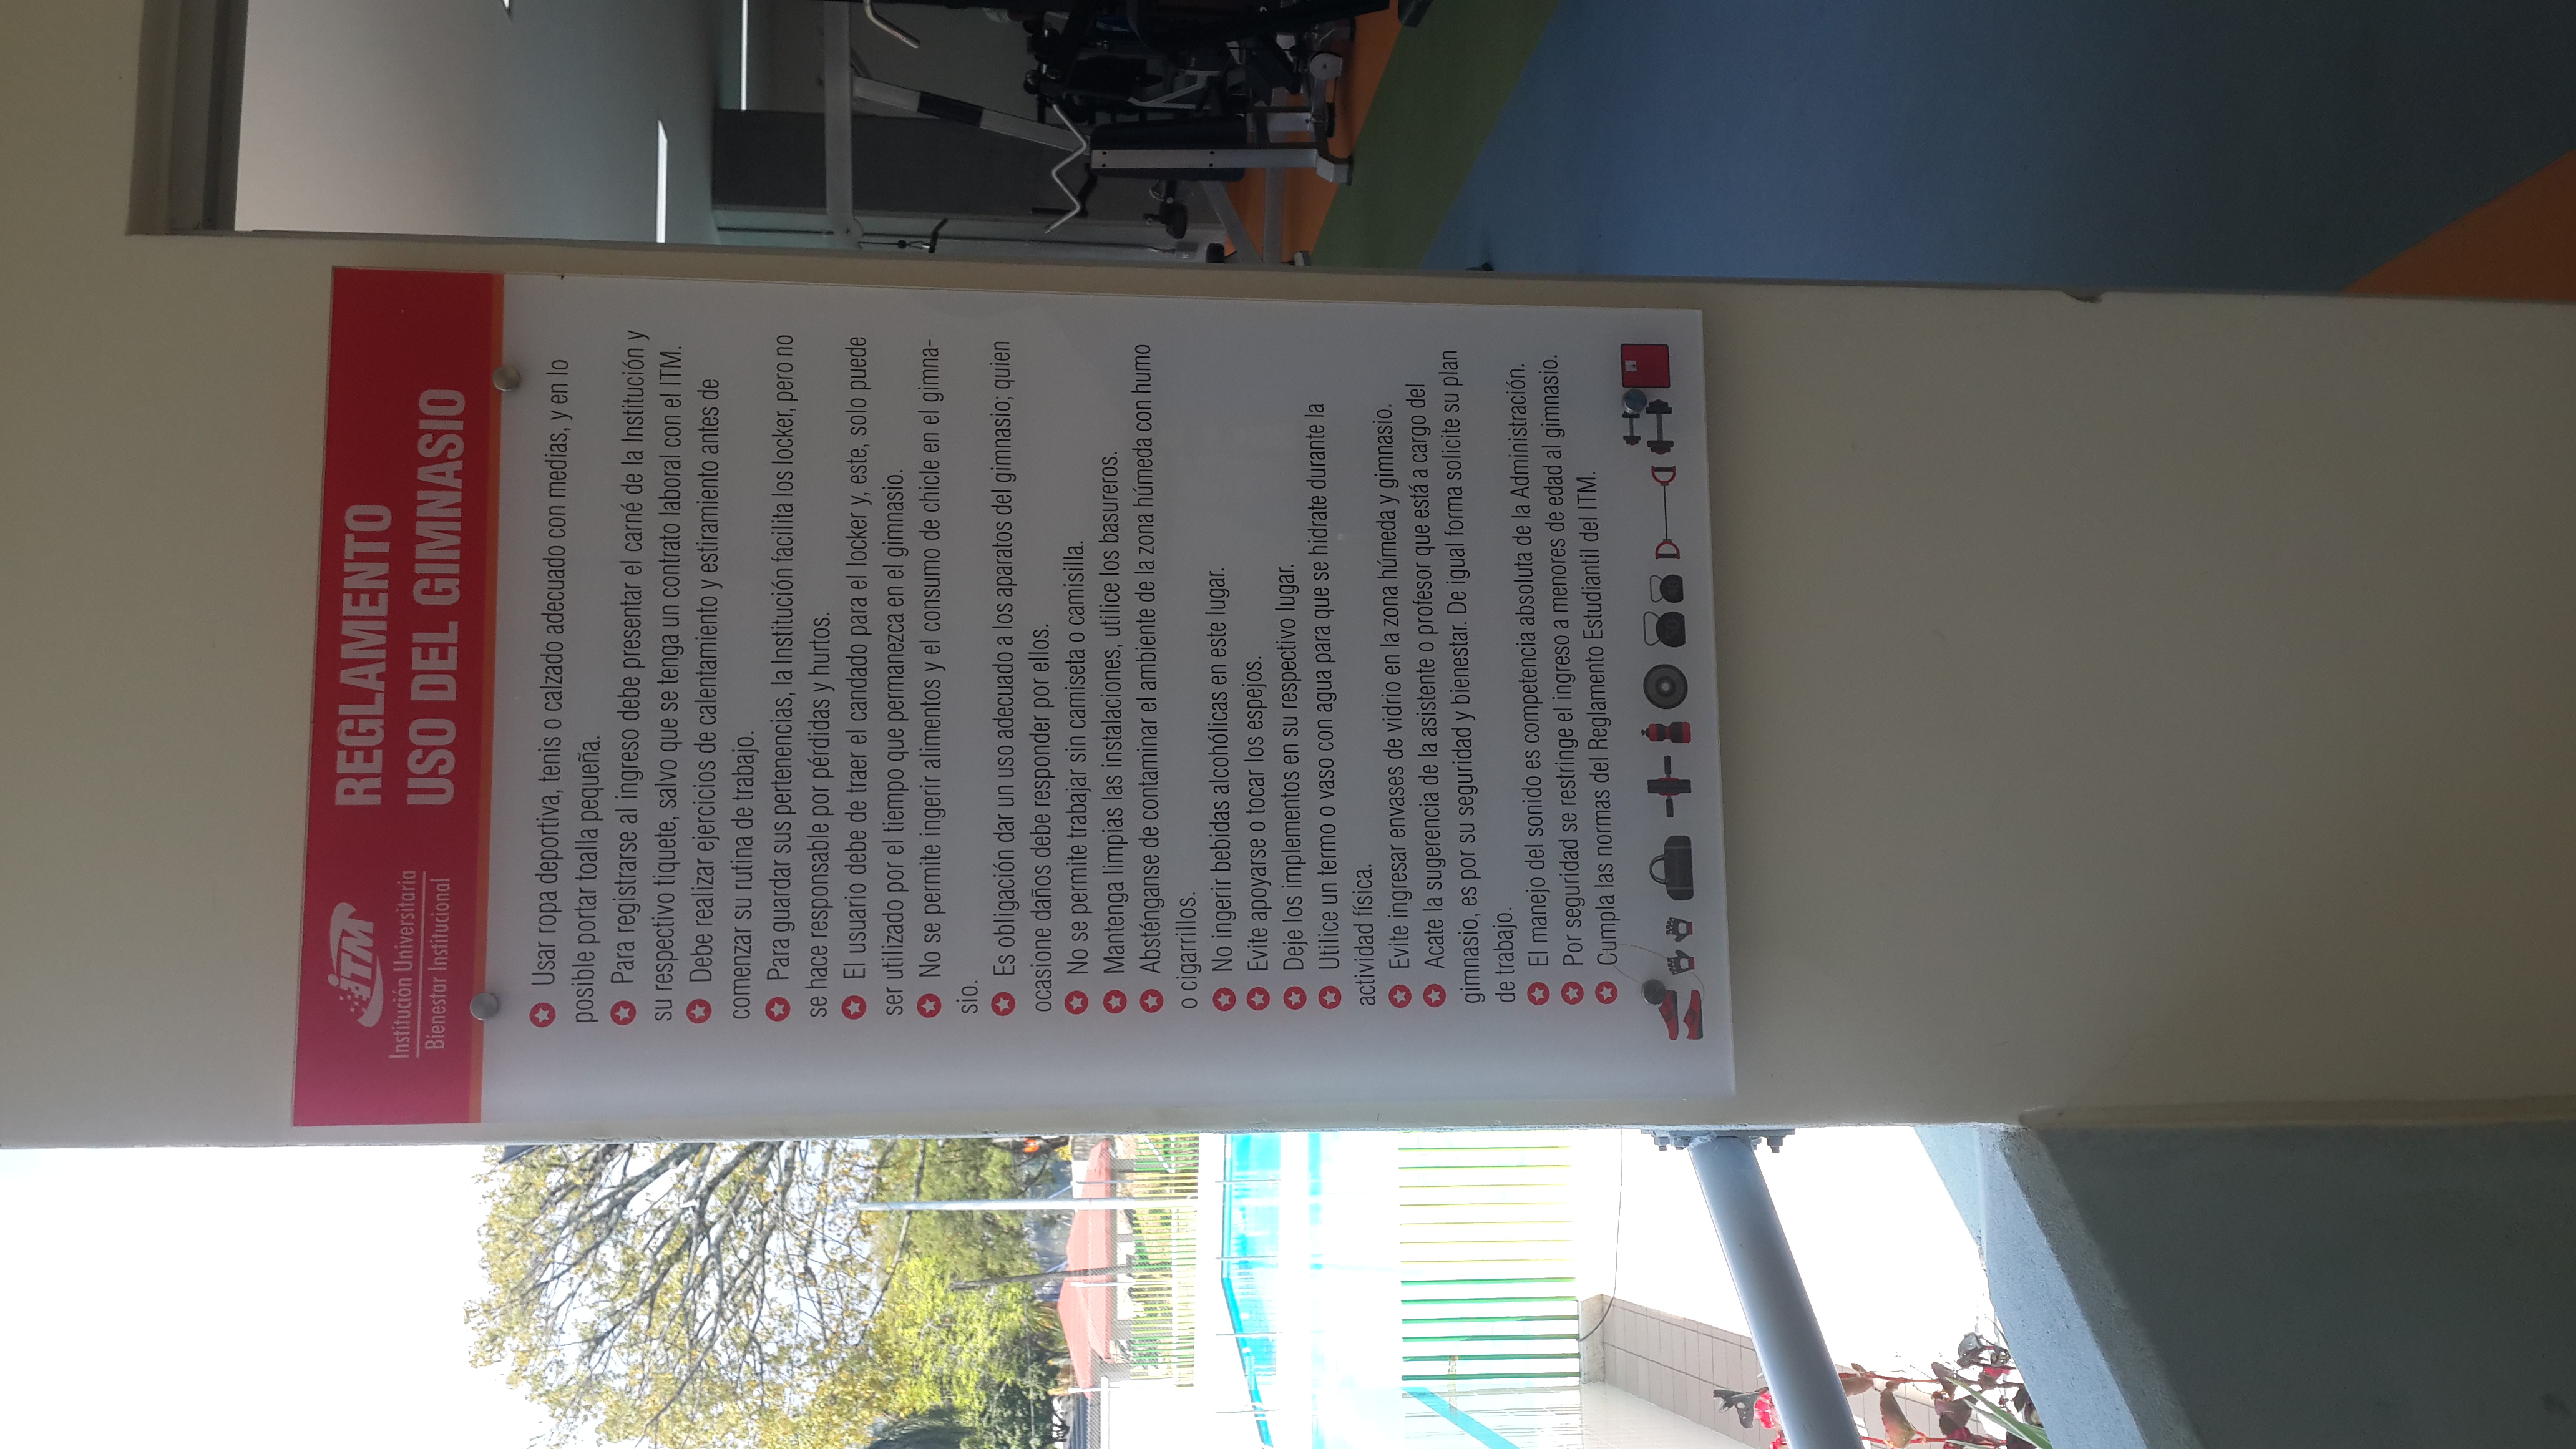 iTM
Institución Universitaria
Bienestar Institucional
REGLAMENTO
USO DEL GIMNASIO
Usar ropa deportiva, tenis o calzado adecuado con medias, y en lo
posible portar toalla pequeña.
Para registrarse al ingreso debe presentar el carné de la Institución y
su respectivo tiquete, salvo que se tenga un contrato laboral con el ITM.
Debe realizar ejercicios de calentamiento y estiramiento antes de
comenzar su rutina de trabajo.
Para guardar sus pertenencias, la Institución facilita los locker, pero no
se hace responsable por pérdidas y hurtos.
El usuario debe de traer el candado para el locker y, este, solo puede
ser utilizado por el tiempo que permanezca en el gimnasio.
No se permite ingerir alimentos y el consumo de chicle en el gimna-
sio.
Es obligación dar un uso adecuado a los aparatos del gimnasio; quien
ocasione daños debe responder por ellos.
No se permite trabajar sin camiseta o camisilla.
Mantenga limpias las instalaciones, utilice los basureros.
Absténganse de contaminar el ambiente de la zona húmeda con humo
o cigarrillos.
No ingerir bebidas alcohólicas en este lugar.
Evite apoyarse o tocar los espejos.
Deje los implementos en su respectivo lugar.
Utilice un termo o vaso con agua para que se hidrate durante la
actividad física.
Evite ingresar envases de vidrio en la zona húmeda y gimnasio.
Acate la sugerencia de la asistente o profesor que está a cargo del
gimnasio, es por su seguridad y bienestar. De igual forma solicite su plan
de trabajo.
El manejo del sonido es competencia absoluta de la Administración.
Por seguridad se restringe el ingreso a menores de edad al gimnasio.
Cumpla las normas del Reglamento Estudiantil del ITM.